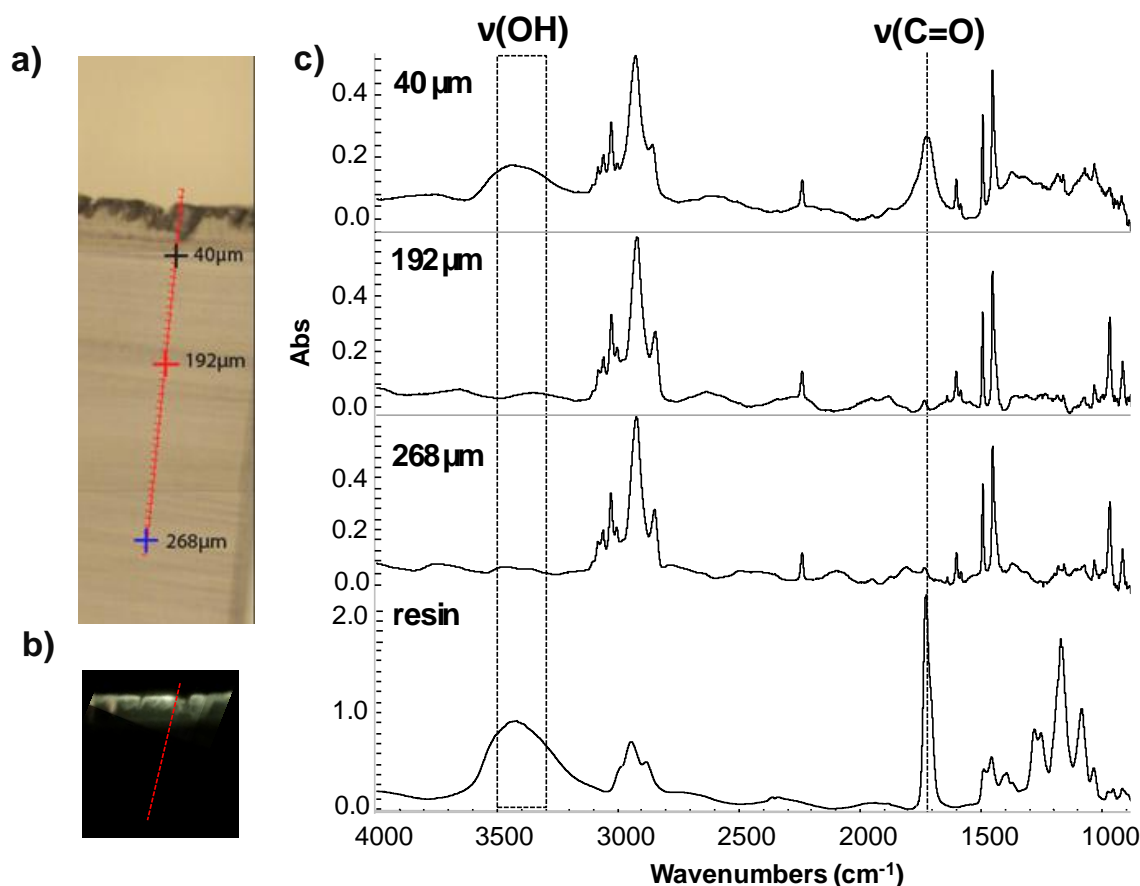 a)
40µm
192µm
268µm
b)
c)
ν(OH)
ν(C=O)
40 µm
0.4
0.2
0.0
192 µm
0.4
0.2
0.0
268 µm
0.4
0.2
0.0
resin
2.0
1.0
0.0
Abs
4000 3500 3000 2500 2000 1500 1000
Wavenumbers (cm⁻¹)